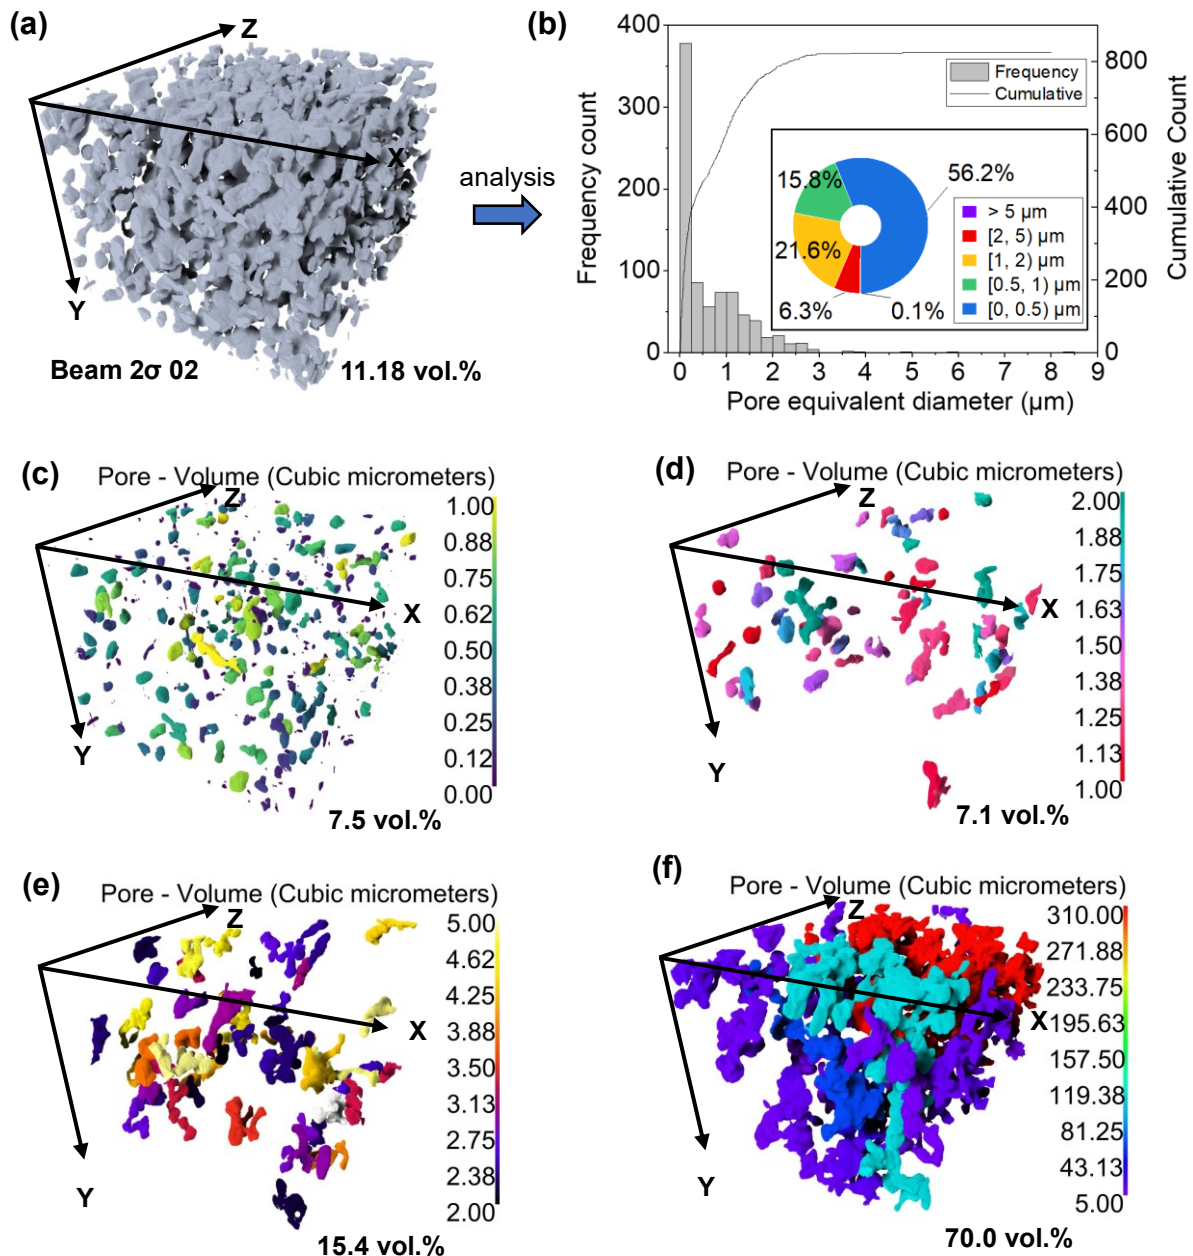 (a)
Z
X
Y
Beam 2σ 02
11.18 vol.%
analysis
(b)
Frequency count
400
300
200
100
0
Cumulative Count
800
600
400
200
0
Frequency
Cumulative
15.8%
56.2%
21.6%
6.3%
0.1%
> 5 μm
[2, 5) μm
[1, 2) μm
[0.5, 1) μm
[0, 0.5) μm
0 1 2 3 4 5 6 7 8 9
Pore equivalent diameter (μm)
(c)
Pore - Volume (Cubic micrometers)
Z
X
Y
1.00
0.88
0.75
0.62
0.50
0.38
0.25
0.12
0.00
7.5 vol.%
(d)
Pore - Volume (Cubic micrometers)
Z
X
Y
2.00
1.88
1.75
1.63
1.50
1.38
1.25
1.13
1.00
7.1 vol.%
(e)
Pore - Volume (Cubic micrometers)
Z
X
Y
5.00
4.62
4.25
3.88
3.50
3.13
2.75
2.38
2.00
15.4 vol.%
(f)
Pore - Volume (Cubic micrometers)
Z
X
Y
310.00
271.88
233.75
195.63
157.50
119.38
81.25
43.13
5.00
70.0 vol.%